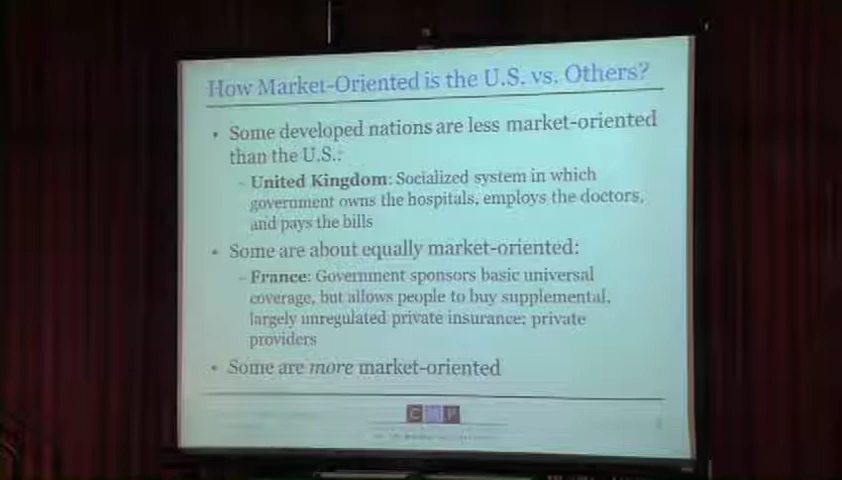 How Market-Oriented is the U.S. vs. Others?
• Some developed nations are less market-oriented
than the U.S.:
- United Kingdom: Socialized system in which
government owns the hospitals, employs the doctors,
and pays the bills
• Some are about equally market-oriented:
- France: Government sponsors basic universal
coverage, but allows people to buy supplemental,
largely unregulated private insurance; private
providers
• Some are more market-oriented